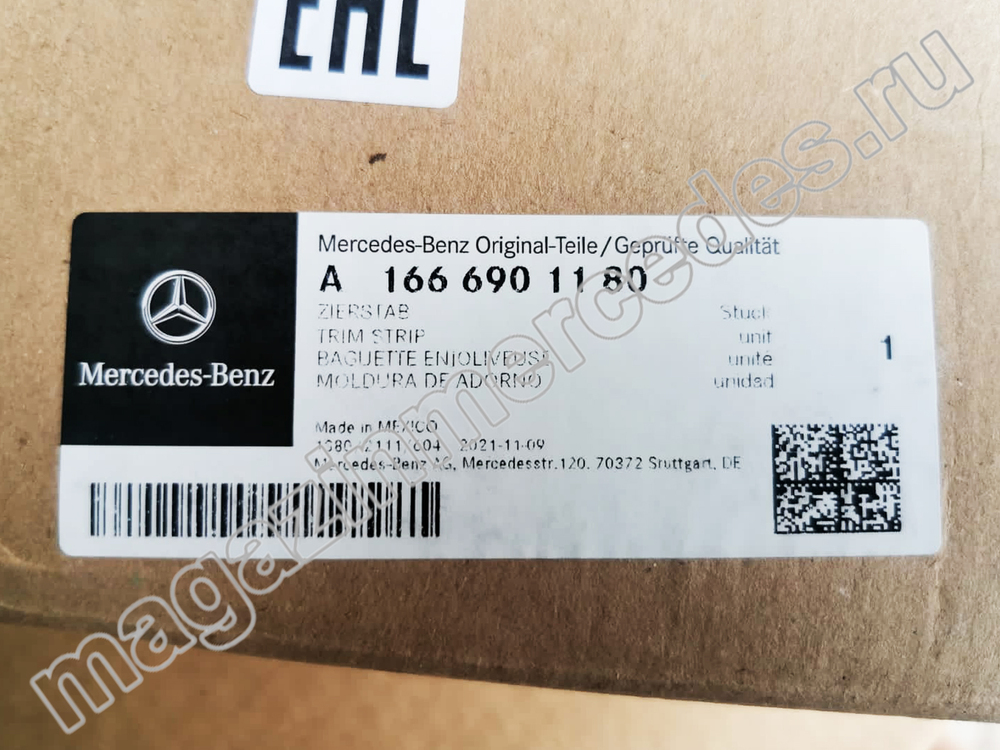 EAC
Mercedes-Benz Original-Teile/Geprüfte Qualität
A 166 690 11 80
ZIERSTAB Stück
TRIM STRIP unit
BAGUETTE ENJOLIVEUSE unité
MOLDURA DE ADORNO unidad
1
Mercedes-Benz
Made in MEXICO
2021-11-09
Mercedes-Benz AG, Mercedesstr.120, 70372 Stuttgart, DE
magazinmercedes.ru